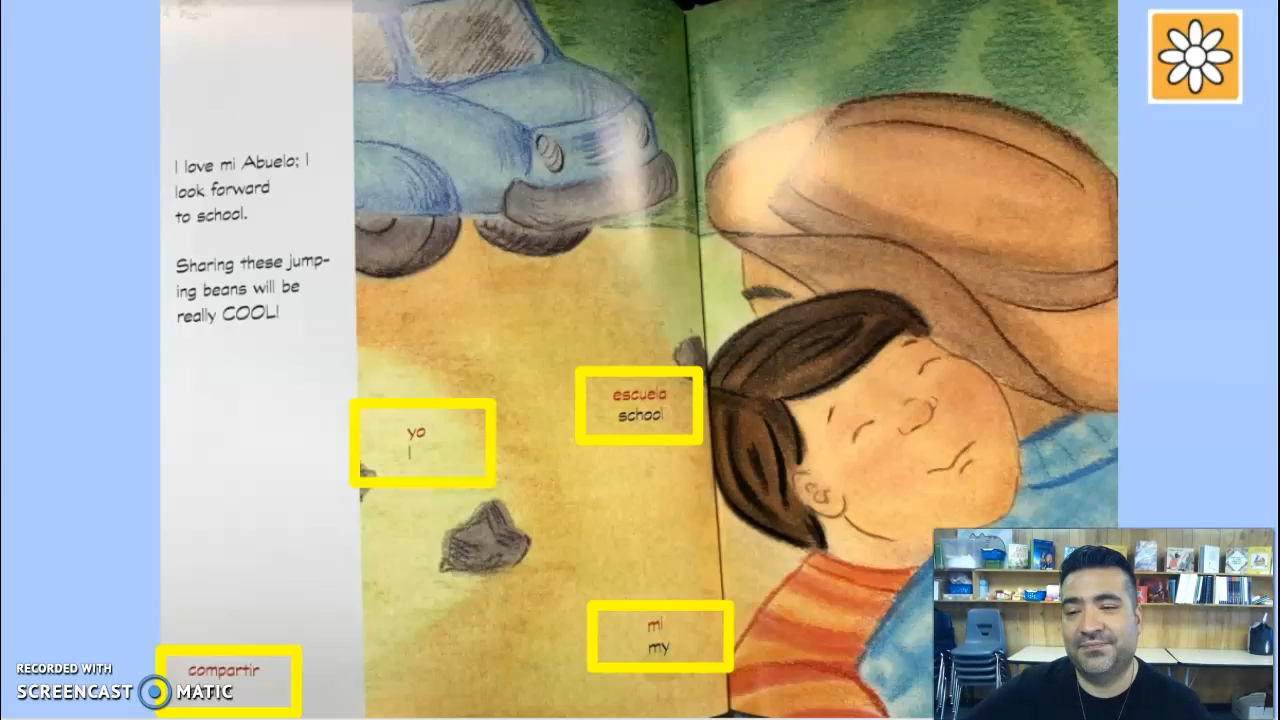 I love mi Abuelo; I
look forward
to school.
Sharing these jump-
ing beans will be
really COOL!
escuela
school
yo
I
mi
my
compartir
RECORDED WITH
SCREENCAST MATIC